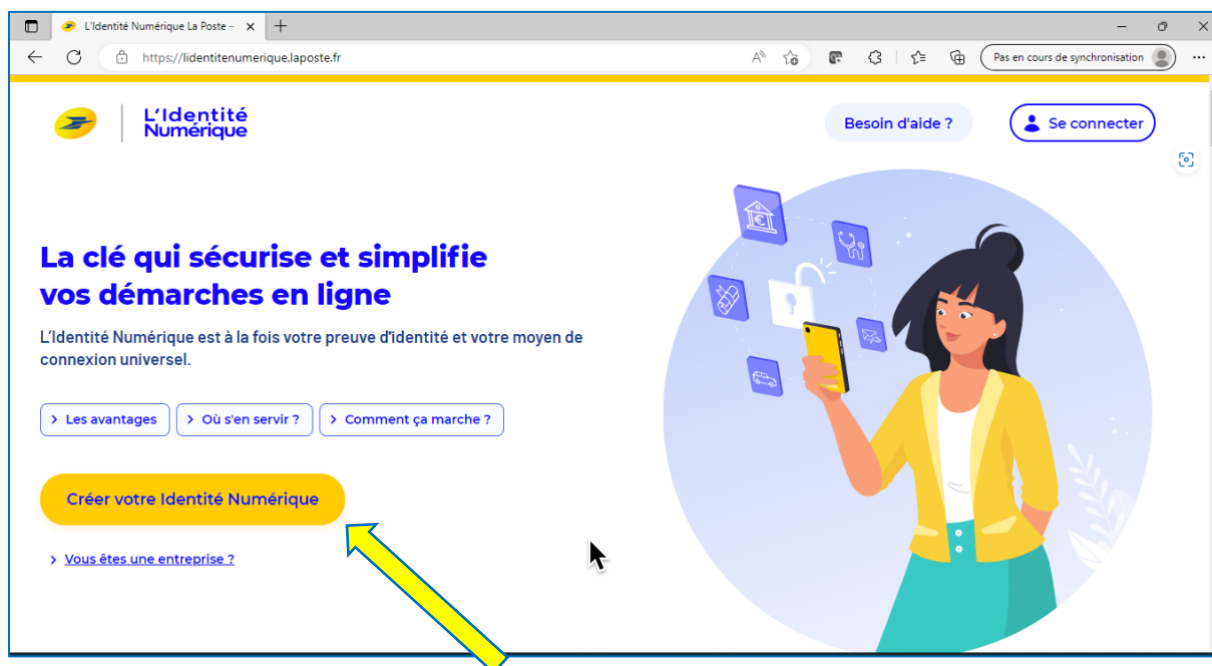 L'Identité Numérique La Poste –
https://lidentitenumerique.laposte.fr
Pas en cours de synchronisation
L'Identité
Numérique
Besoin d'aide ?
Se connecter
La clé qui sécurise et simplifie
vos démarches en ligne
L'Identité Numérique est à la fois votre preuve d'identité et votre moyen de
connexion universel.
> Les avantages > Où s'en servir ? > Comment ça marche ?
Créer votre Identité Numérique
> Vous êtes une entreprise ?